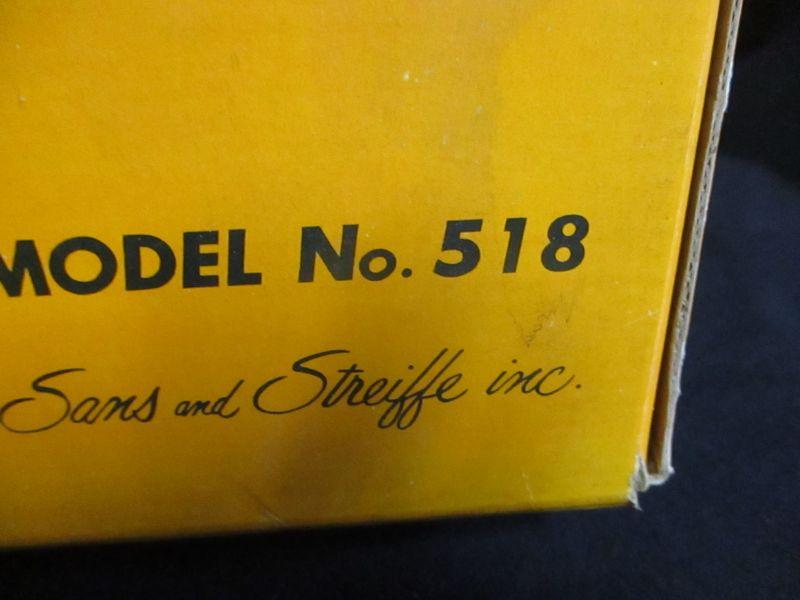 MODEL No. 518
Sans and Streiffe inc.